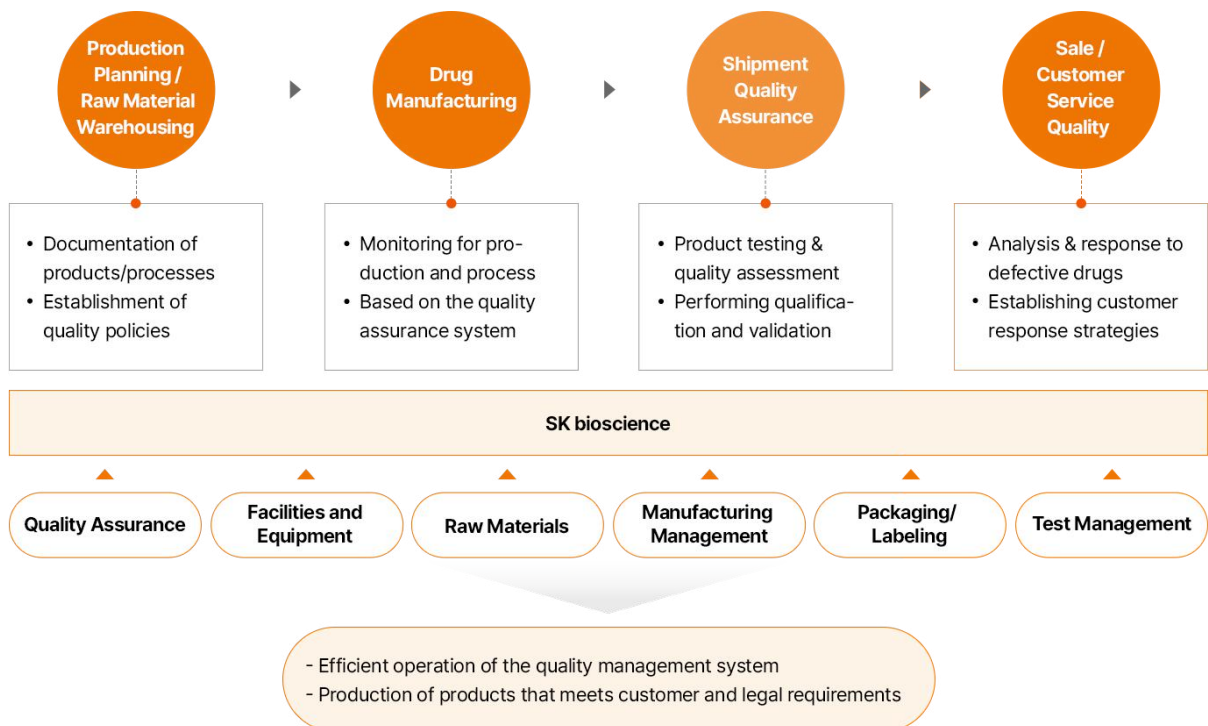 Production
Planning /
Raw Material
Warehousing
Drug
Manufacturing
Shipment
Quality
Assurance
Sale /
Customer
Service
Quality
• Documentation of
products/processes
• Establishment of
quality policies
• Monitoring for pro-
duction and process
• Based on the quality
assurance system
• Product testing &
quality assessment
• Performing qualifica-
tion and validation
• Analysis & response to
defective drugs
• Establishing customer
response strategies
SK bioscience
Quality Assurance
Facilities and
Equipment
Raw Materials
Manufacturing
Management
Packaging/
Labeling
Test Management
- Efficient operation of the quality management system
- Production of products that meets customer and legal requirements